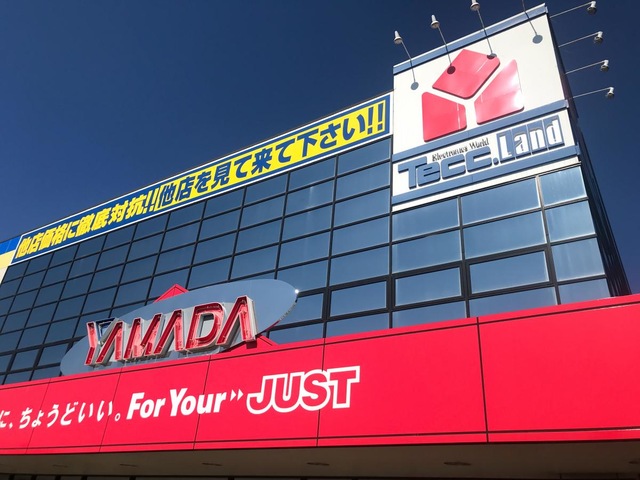 他店価格に徹底対抗!!他店を見て来て下さい!!
Electronics World
Tecc.Land
YAMADA
に、ちょうどいい。For Your JUST